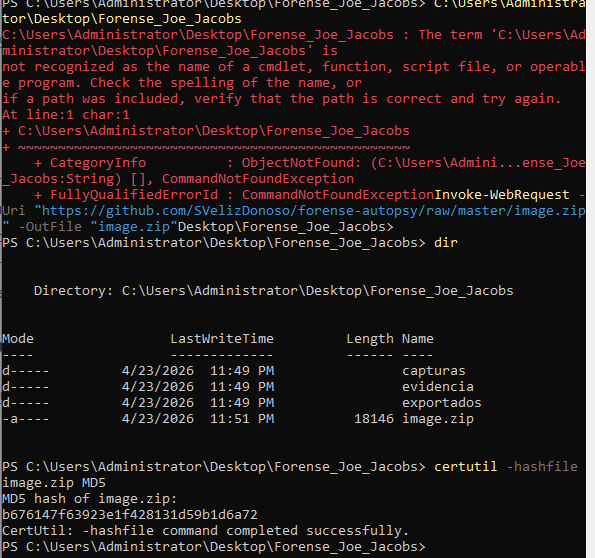 PS C:\Users\Administrator\Desktop\Forense_Joe_Jacobs> C:\Users\Administra
tor\Desktop\Forense_Joe_Jacobs
C:\Users\Administrator\Desktop\Forense_Joe_Jacobs : The term 'C:\Users\Ad
ministrator\Desktop\Forense_Joe_Jacobs' is
not recognized as the name of a cmdlet, function, script file, or operabl
e program. Check the spelling of the name, or
if a path was included, verify that the path is correct and try again.
At line:1 char:1
+ C:\Users\Administrator\Desktop\Forense_Joe_Jacobs
+ ~~~~~~~~~~~~~~~~~~~~~~~~~~~~~~~~~~~~~~~~~~~~~~~~~
    + CategoryInfo          : ObjectNotFound: (C:\Users\Admini...ense_Joe
_Jacobs:String) [], CommandNotFoundException
    + FullyQualifiedErrorId : CommandNotFoundExceptionInvoke-WebRequest -
Uri "https://github.com/SVelizDonoso/forense-autopsy/raw/master/image.zip
" -OutFile "image.zip"Desktop\Forense_Joe_Jacobs>
PS C:\Users\Administrator\Desktop\Forense_Joe_Jacobs> dir
    Directory: C:\Users\Administrator\Desktop\Forense_Joe_Jacobs
Mode                 LastWriteTime         Length Name
----                 -------------         ------ ----
d-----         4/23/2026  11:49 PM                capturas
d-----         4/23/2026  11:49 PM                evidencia
d-----         4/23/2026  11:49 PM                exportados
-a----         4/23/2026  11:51 PM          18146 image.zip
PS C:\Users\Administrator\Desktop\Forense_Joe_Jacobs> certutil -hashfile
image.zip MD5
MD5 hash of image.zip:
b676147f63923e1f428131d59b1d6a72
CertUtil: -hashfile command completed successfully.
PS C:\Users\Administrator\Desktop\Forense_Joe_Jacobs>